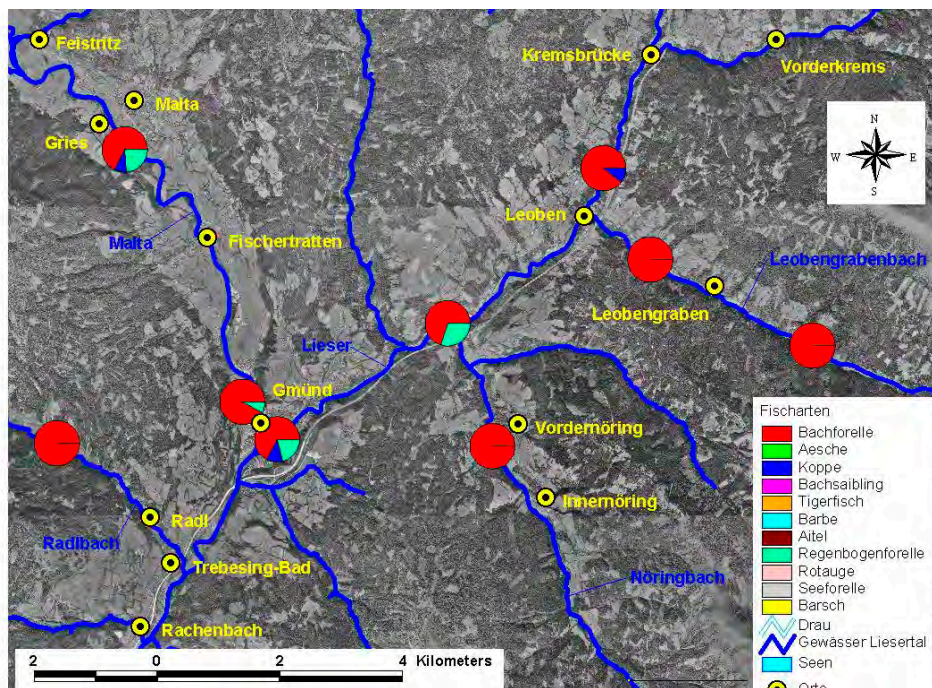 Feistritz
Kremsbrücke
Vorderkrems
Malta
Gries
N
W E
S
Leoben
Malta
Fischertratten
Leobengrabenbach
Leobengraben
Lieser
Gmünd
Vordernöring
Innernöring
Radl
Radlbach
Trebesing-Bad
Nöringbach
Rachenbach
2 0 2 4 Kilometers
Fischarten
Bachforelle
Aesche
Koppe
Bachsaibling
Tigerfisch
Barbe
Aitel
Regenbogenforelle
Rotauge
Seeforelle
Barsch
Drau
Gewässer Liesertal
Seen
Orte